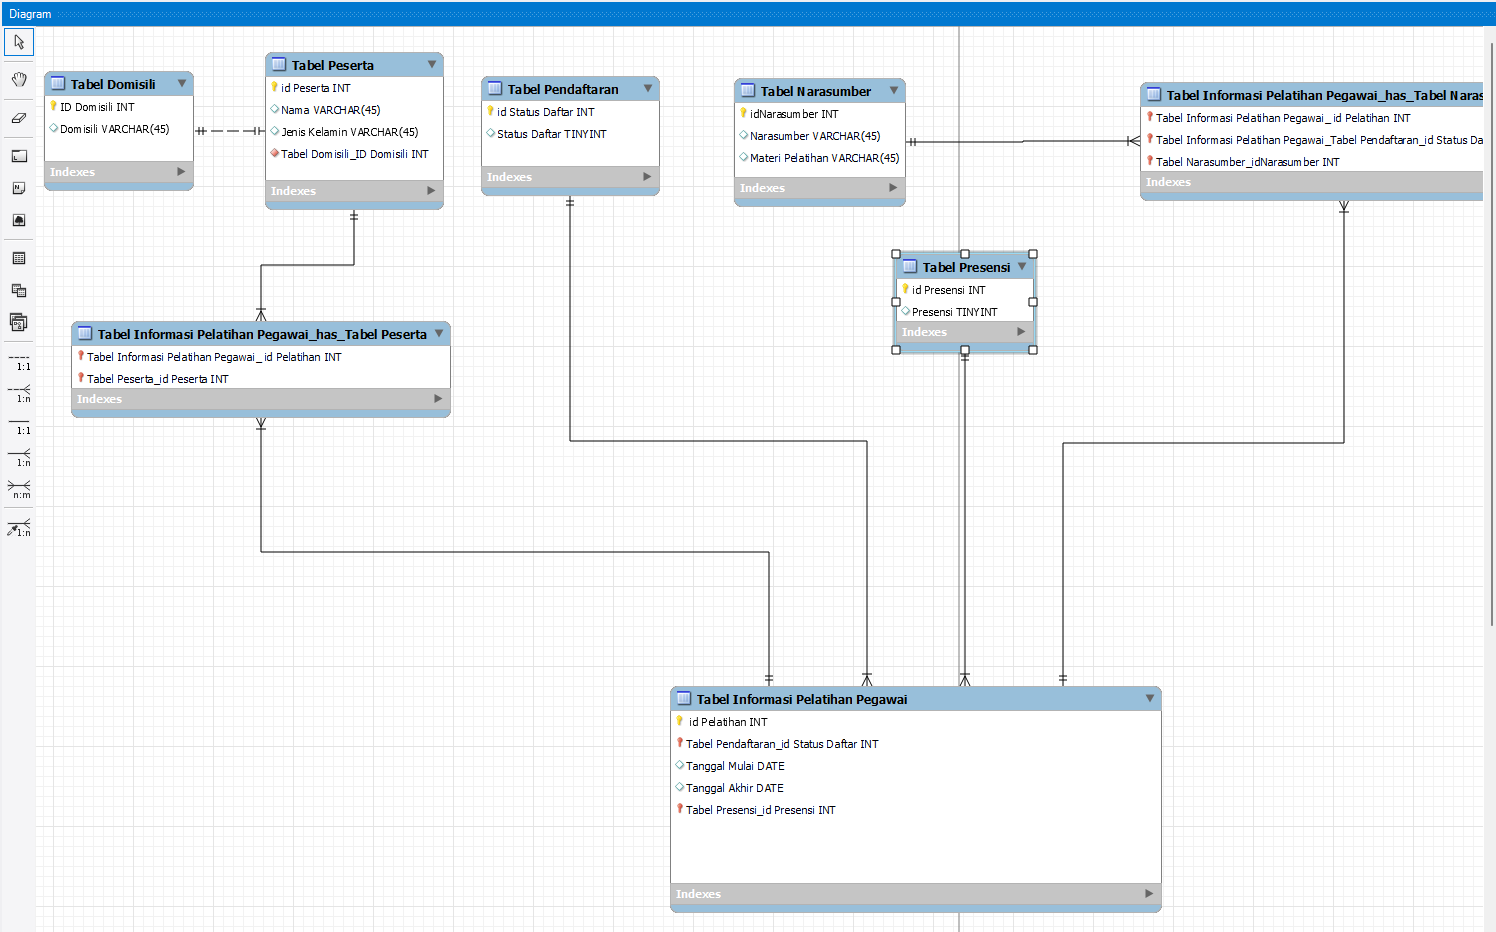 Diagram
Tabel Domisili
ID Domisili INT
Domisili VARCHAR(45)
Indexes
Tabel Peserta
id Peserta INT
Nama VARCHAR(45)
Jenis Kelamin VARCHAR(45)
Tabel Domisili_ID Domisili INT
Indexes
Tabel Pendaftaran
id Status Daftar INT
Status Daftar TINYINT
Indexes
Tabel Narasumber
idNarasumber INT
Narasumber VARCHAR(45)
Materi Pelatihan VARCHAR(45)
Indexes
Tabel Informasi Pelatihan Pegawai_has_Tabel Naras
Tabel Informasi Pelatihan Pegawai_id Pelatihan INT
Tabel Informasi Pelatihan Pegawai_Tabel Pendaftaran_id Status Da
Tabel Narasumber_idNarasumber INT
Indexes
Tabel Presensi
id Presensi INT
Presensi TINYINT
Indexes
Tabel Informasi Pelatihan Pegawai_has_Tabel Peserta
Tabel Informasi Pelatihan Pegawai_ id Pelatihan INT
Tabel Peserta_id Peserta INT
Indexes
1:1
1:n
1:1
1:n
n:m
1:n
Tabel Informasi Pelatihan Pegawai
id Pelatihan INT
Tabel Pendaftaran_id Status Daftar INT
Tanggal Mulai DATE
Tanggal Akhir DATE
Tabel Presensi_id Presensi INT
Indexes